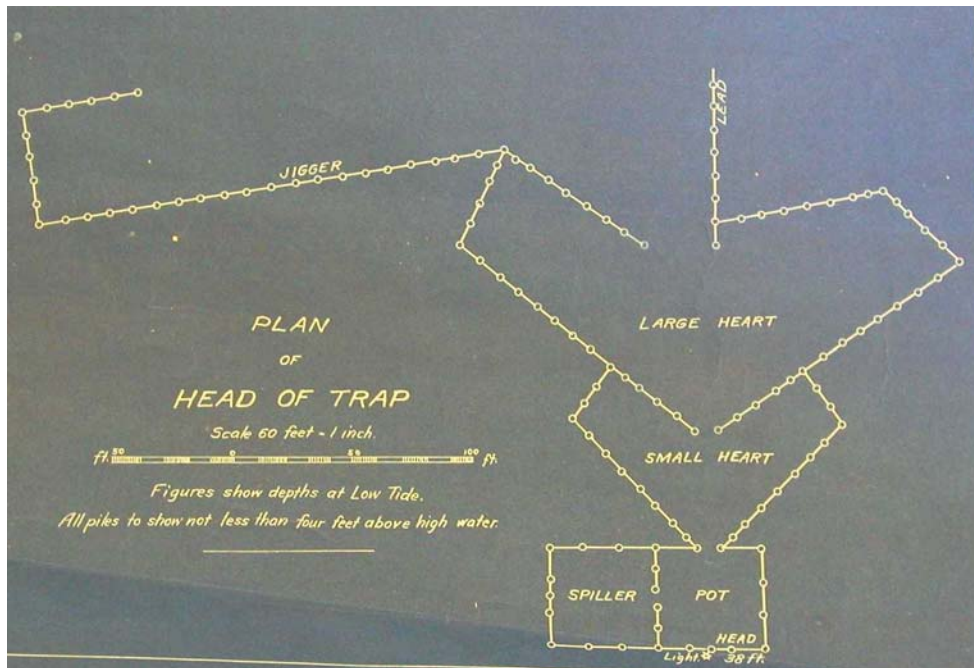 LEAD
JIGGER
LARGE HEART
PLAN
OF
HEAD OF TRAP
Scale 60 feet - 1 inch.
50 0 50 100
ft. ft.
Figures show depths at Low Tide.
All piles to show not less than four feet above high water.
SMALL HEART
SPILLER POT
HEAD
Light. 38 ft.